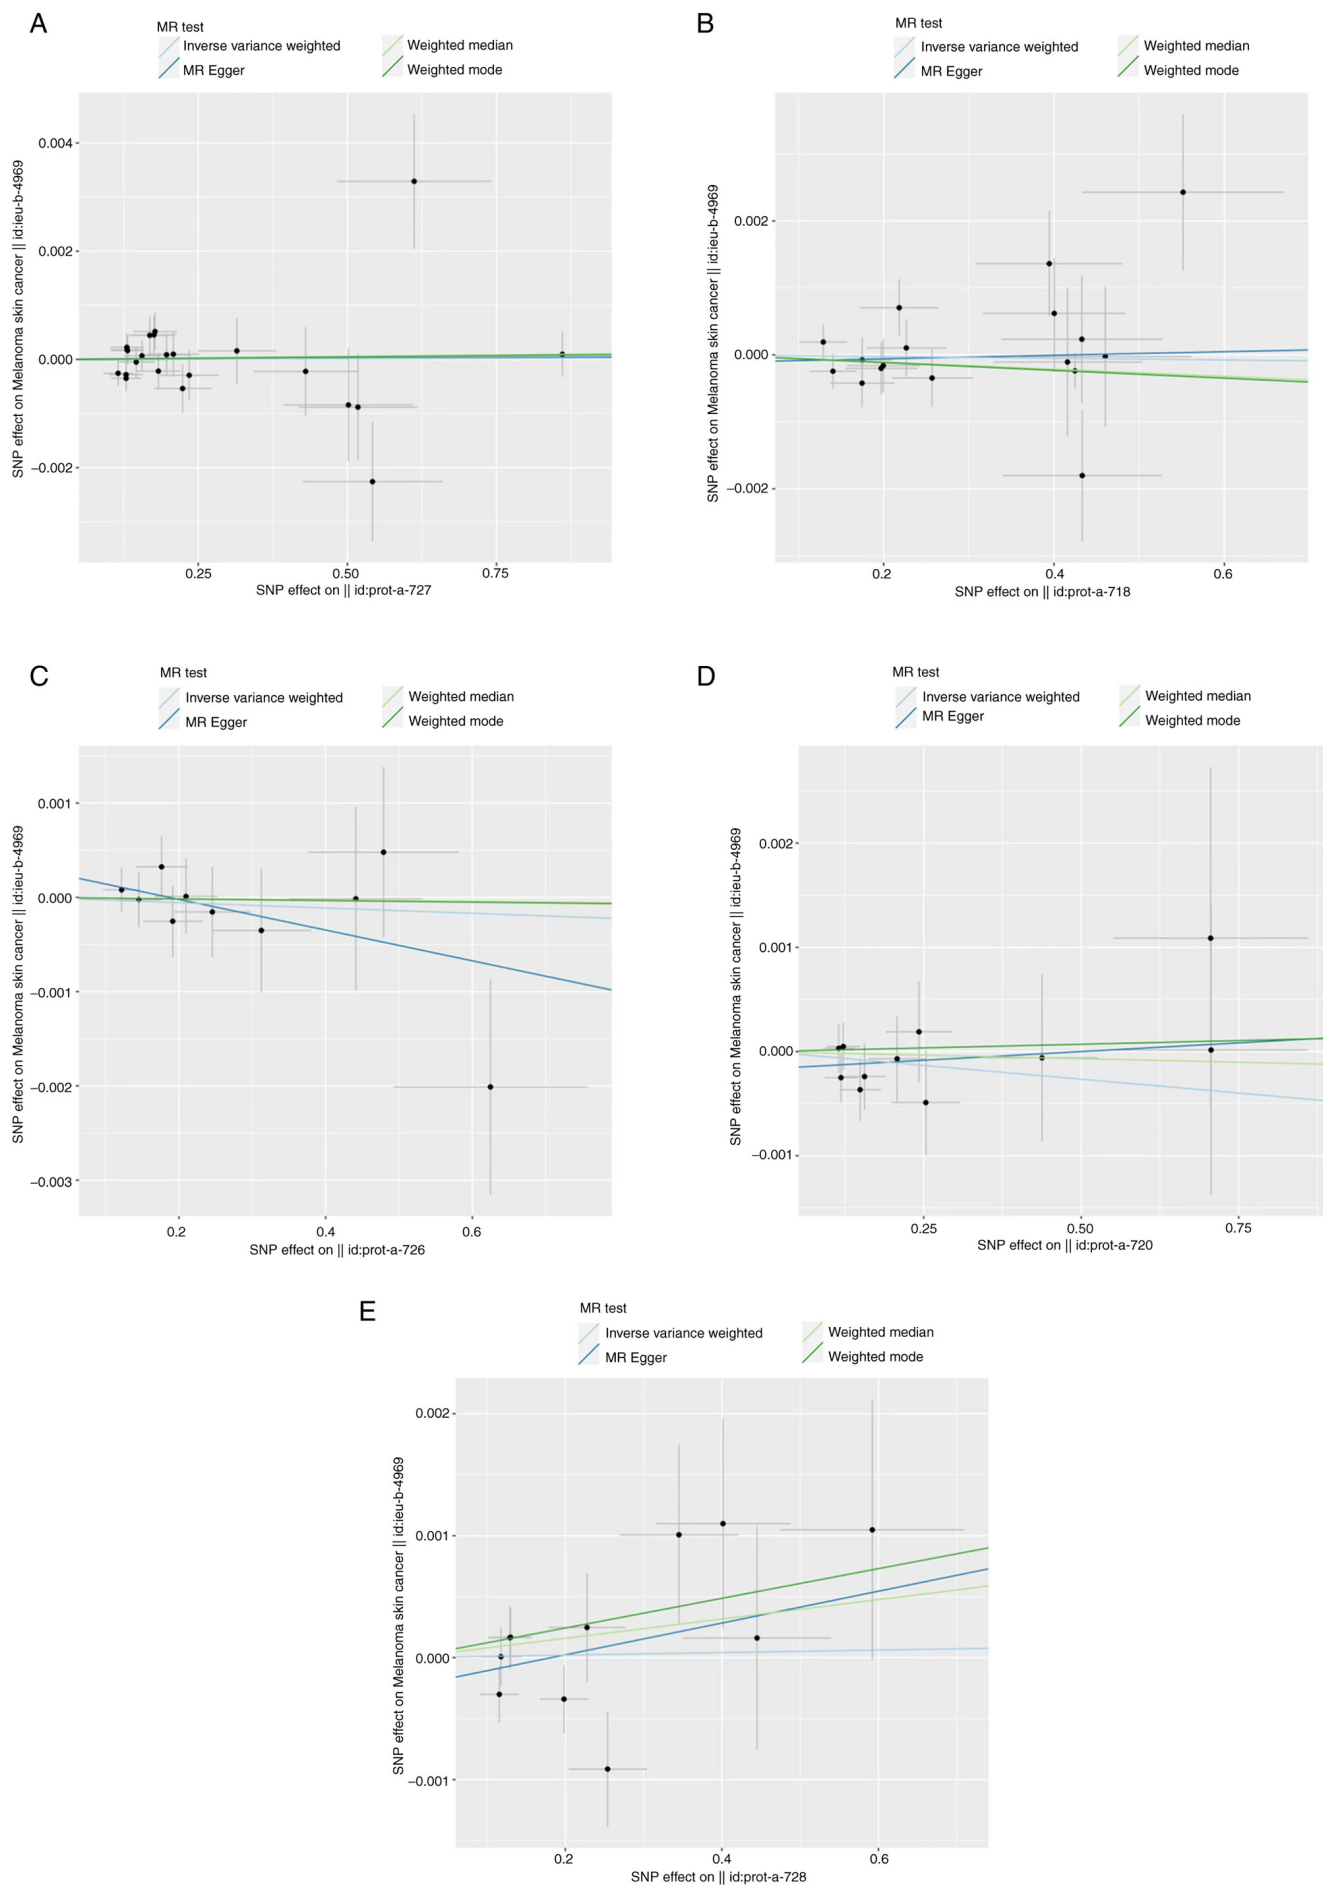 A
MR test
Inverse variance weighted
Weighted median
MR Egger
Weighted mode
SNP effect on Melanoma skin cancer || id:ieu-b-4969
0.004
0.002
0.000
−0.002
0.25 0.50 0.75
SNP effect on || id:prot-a-727
B
MR test
Inverse variance weighted
Weighted median
MR Egger
Weighted mode
SNP effect on Melanoma skin cancer || id:ieu-b-4969
0.002
0.000
−0.002
0.2 0.4 0.6
SNP effect on || id:prot-a-718
C
MR test
Inverse variance weighted
Weighted median
MR Egger
Weighted mode
SNP effect on Melanoma skin cancer || id:ieu-b-4969
0.001
0.000
−0.001
−0.002
−0.003
0.2 0.4 0.6
SNP effect on || id:prot-a-726
D
MR test
Inverse variance weighted
Weighted median
MR Egger
Weighted mode
SNP effect on Melanoma skin cancer || id:ieu-b-4969
0.002
0.001
0.000
−0.001
0.25 0.50 0.75
SNP effect on || id:prot-a-720
E
MR test
Inverse variance weighted
Weighted median
MR Egger
Weighted mode
SNP effect on Melanoma skin cancer || id:ieu-b-4969
0.002
0.001
0.000
−0.001
0.2 0.4 0.6
SNP effect on || id:prot-a-728